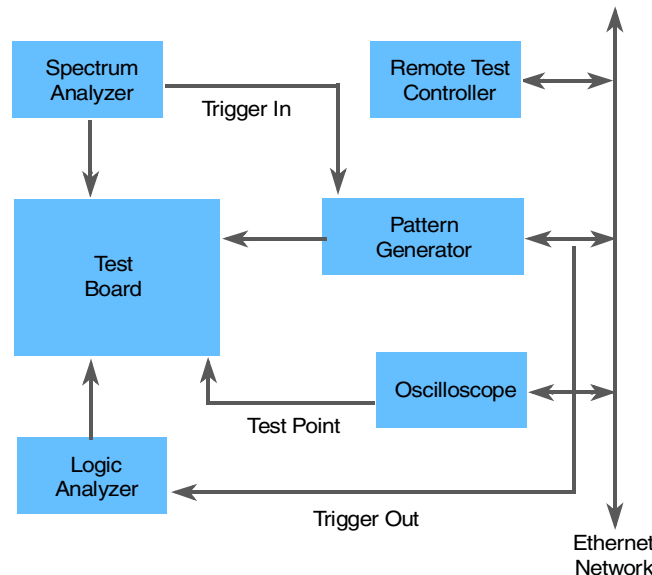 Spectrum
Analyzer
Trigger In
Remote Test
Controller
Test
Board
Pattern
Generator
Oscilloscope
Test Point
Logic
Analyzer
Trigger Out
Ethernet
Network